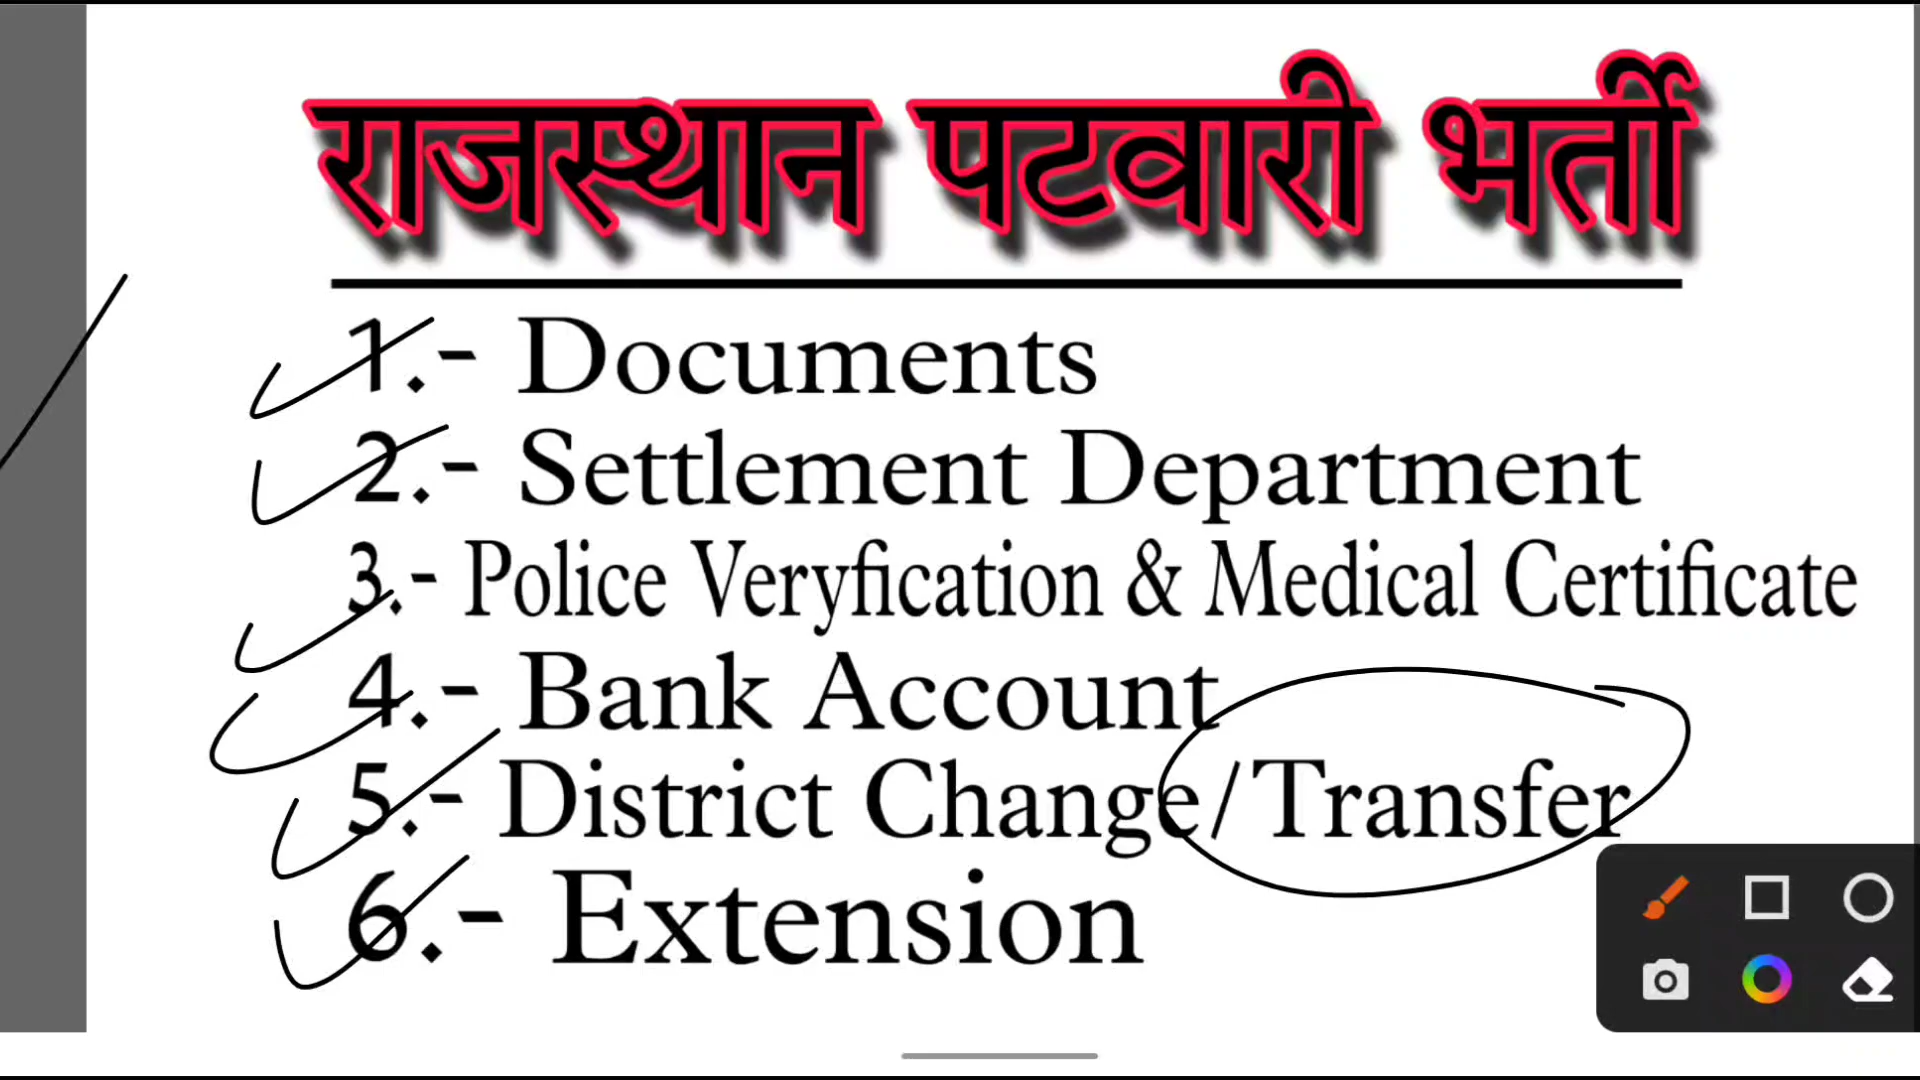 राजस्थान पटवारी भर्ती
1.- Documents
2.- Settlement Department
3.- Police Veryfication & Medical Certificate
4.- Bank Account
5.- District Change/Transfer
6.- Extension